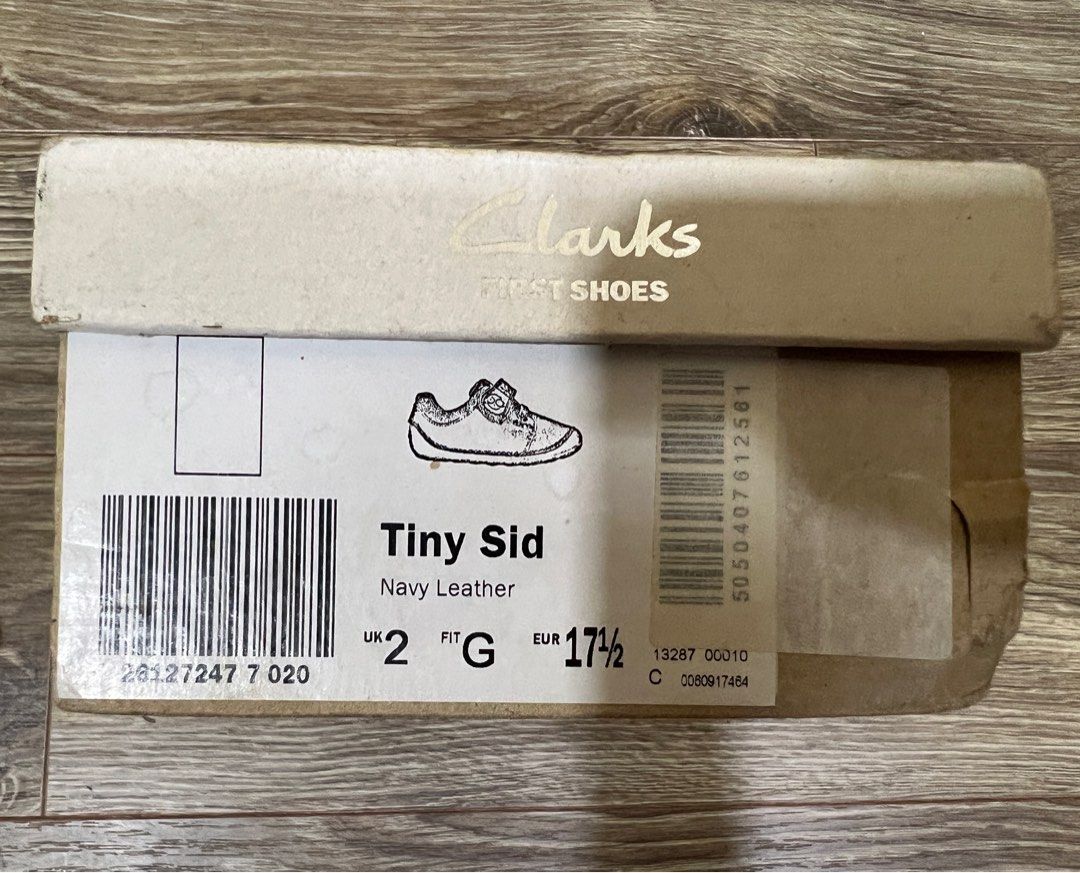 Clarks
FIRST SHOES
Tiny Sid
Navy Leather
UK 2 FIT G EUR 17½
26127247 7 020
5050407612561
13287 00010
C 0060917464